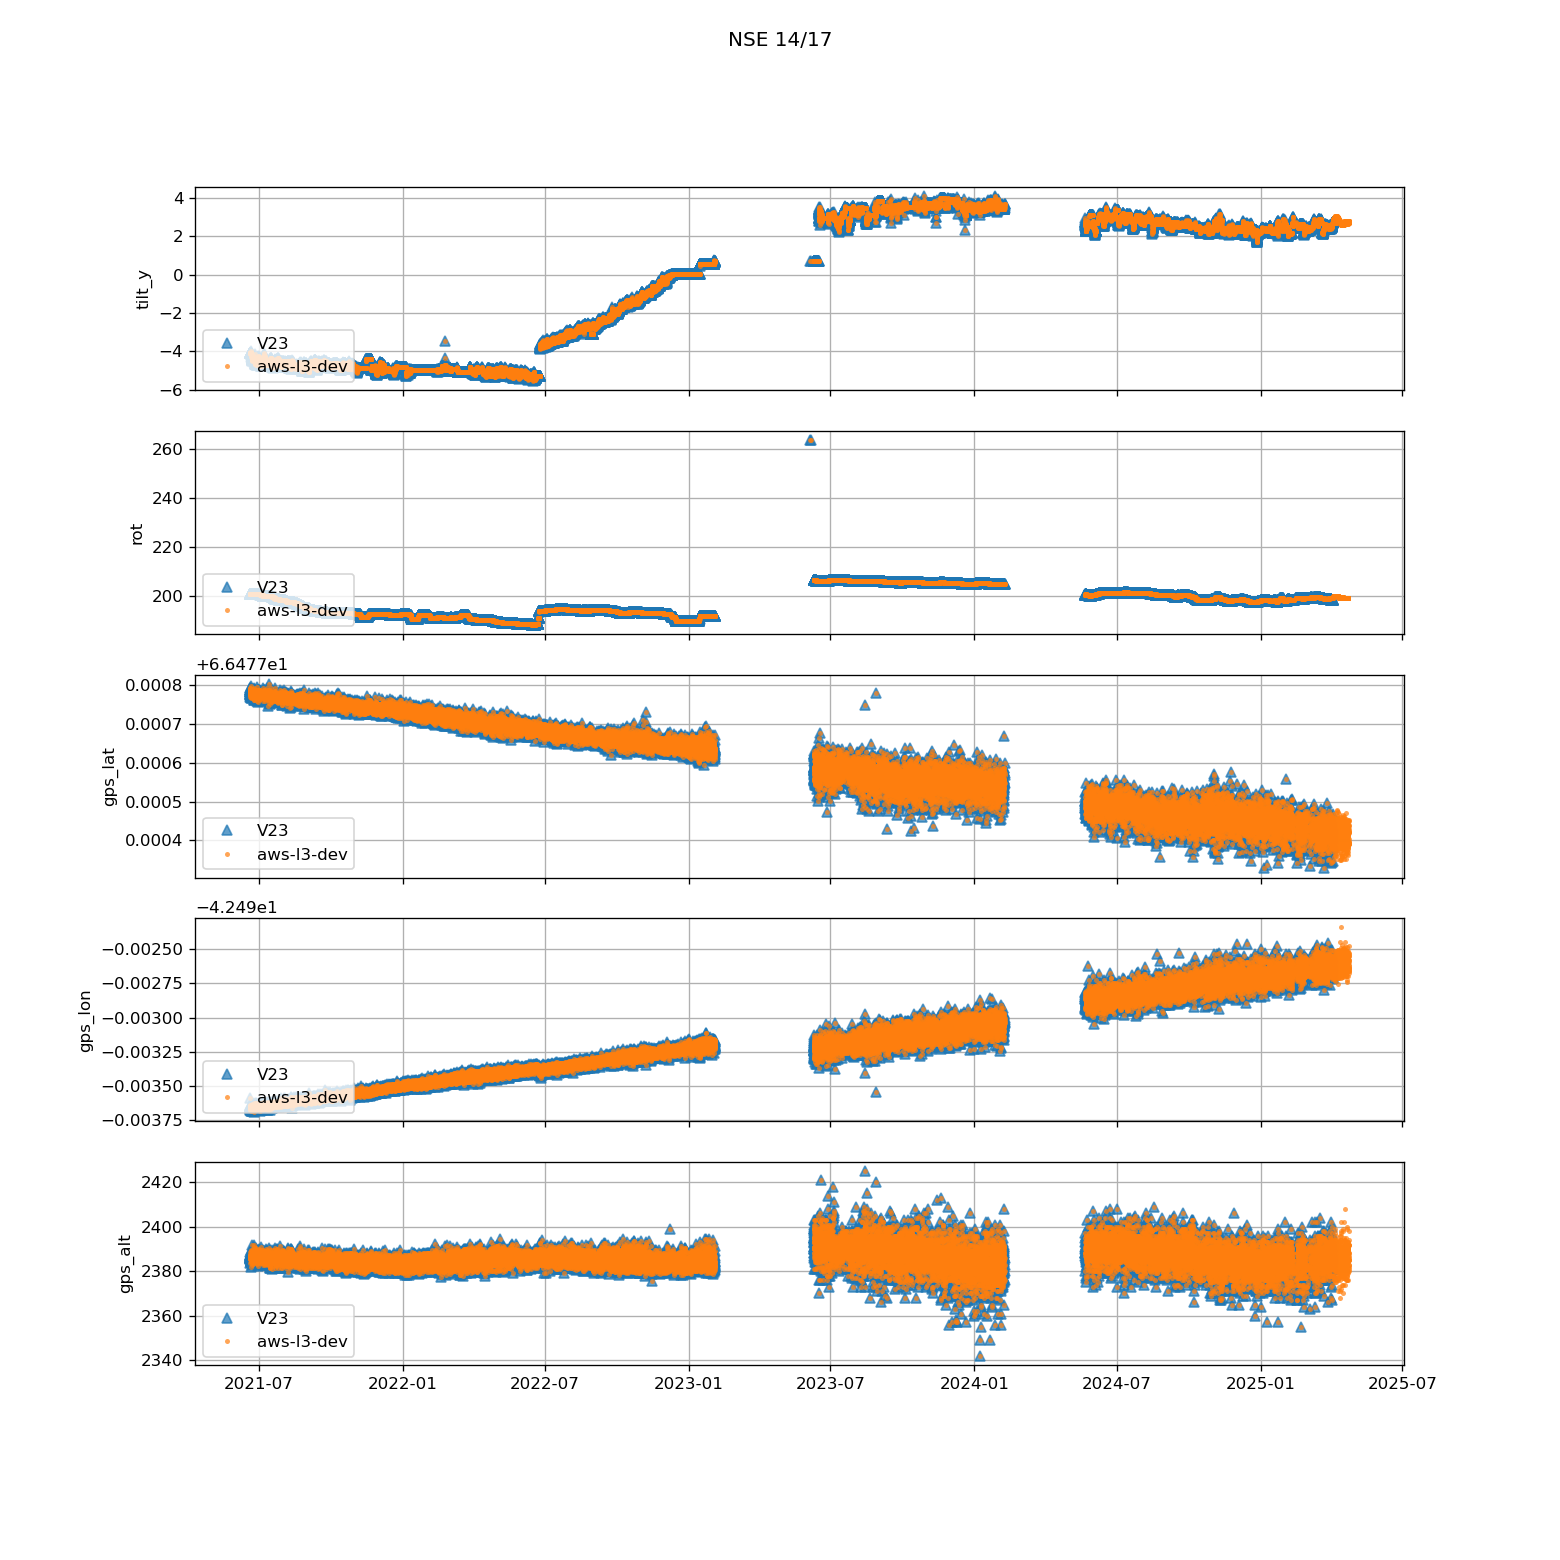 NSE 14/17
4
2
0
−2
−4
−6
tilt_y
V23
aws-l3-dev
260
240
220
200
rot
V23
aws-l3-dev
+6.6477e1
0.0008
0.0007
0.0006
0.0005
0.0004
gps_lat
V23
aws-l3-dev
−4.249e1
−0.00250
−0.00275
−0.00300
−0.00325
−0.00350
−0.00375
gps_lon
V23
aws-l3-dev
2420
2400
2380
2360
2340
gps_alt
V23
aws-l3-dev
2021-07 2022-01 2022-07 2023-01 2023-07 2024-01 2024-07 2025-01 2025-07